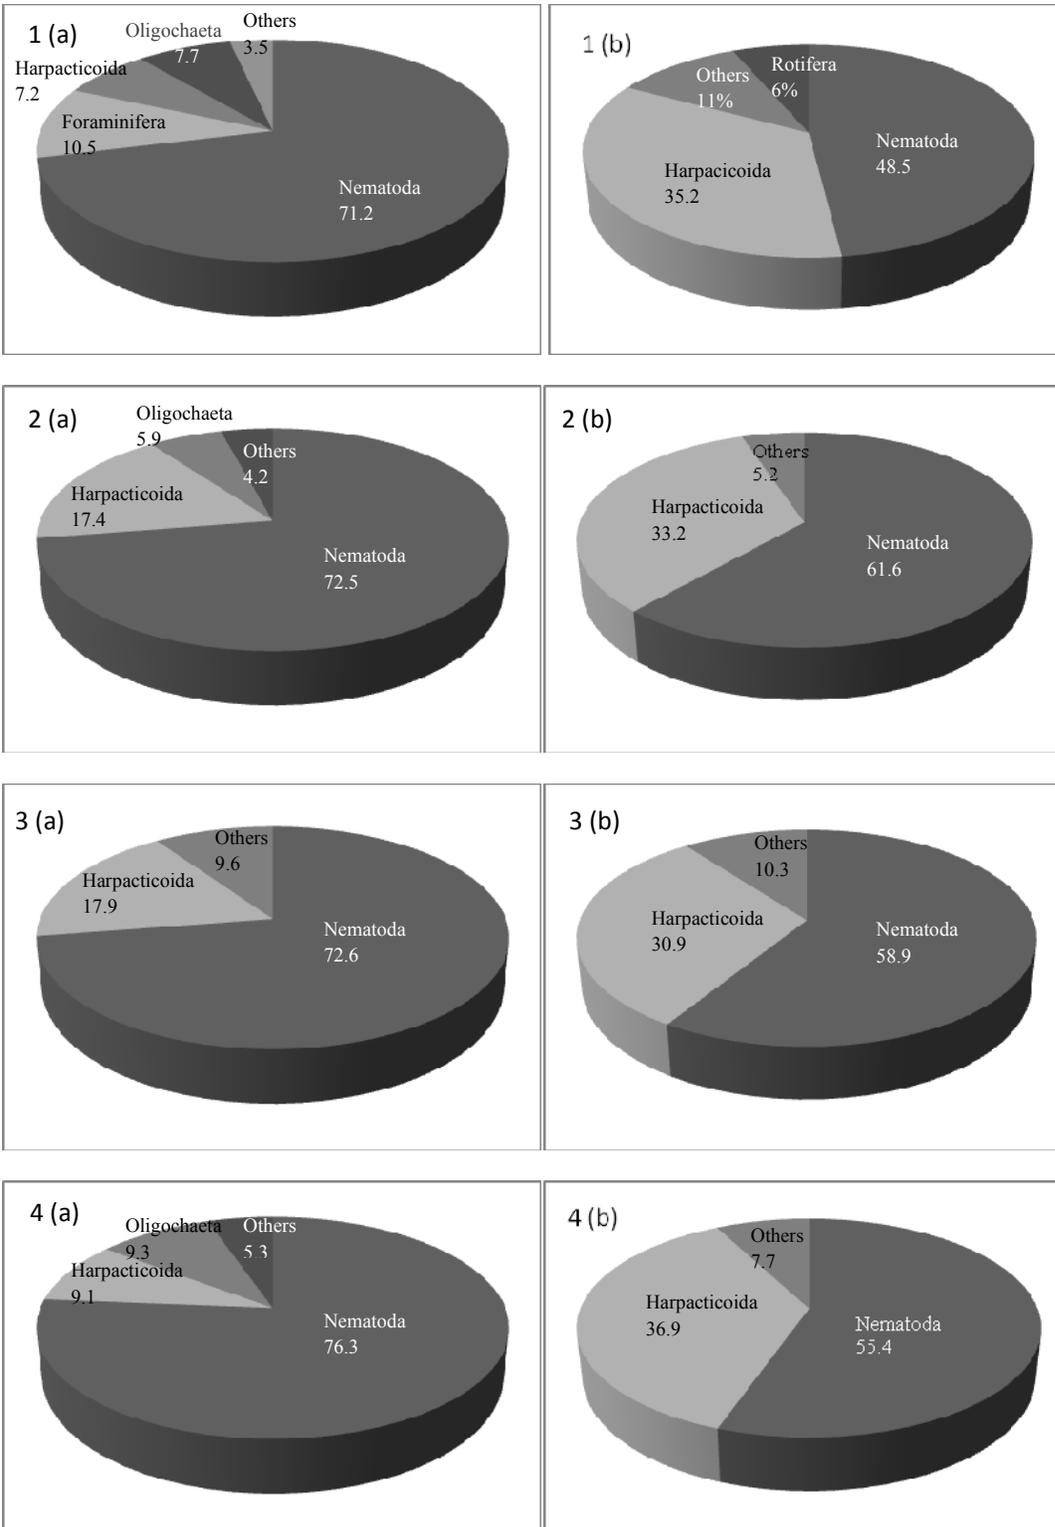 1 (a)
Oligochaeta
7.7
Others
3.5
Harpacticoida
7.2
Foraminifera
10.5
Nematoda
71.2
1 (b)
Others
11%
Rotifera
6%
Harpacicoida
35.2
Nematoda
48.5
2 (a)
Oligochaeta
5.9
Others
4.2
Harpacticoida
17.4
Nematoda
72.5
2 (b)
Others
5.2
Harpacticoida
33.2
Nematoda
61.6
3 (a)
Others
9.6
Harpacticoida
17.9
Nematoda
72.6
3 (b)
Others
10.3
Harpacticoida
30.9
Nematoda
58.9
4 (a)
Oligochaeta
9.3
Others
5.3
Harpacticoida
9.1
Nematoda
76.3
4 (b)
Others
7.7
Harpacticoida
36.9
Nematoda
55.4